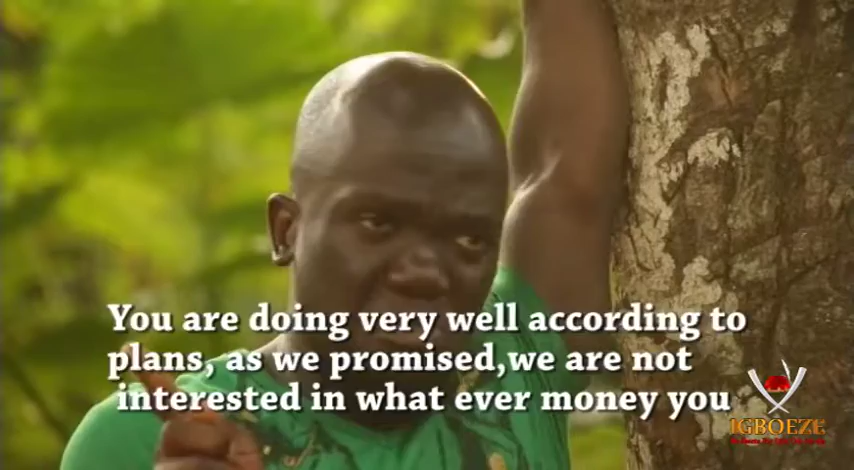 You are doing very well according to
plans, as we promised,we are not
interested in what ever money you
IGBOEZE